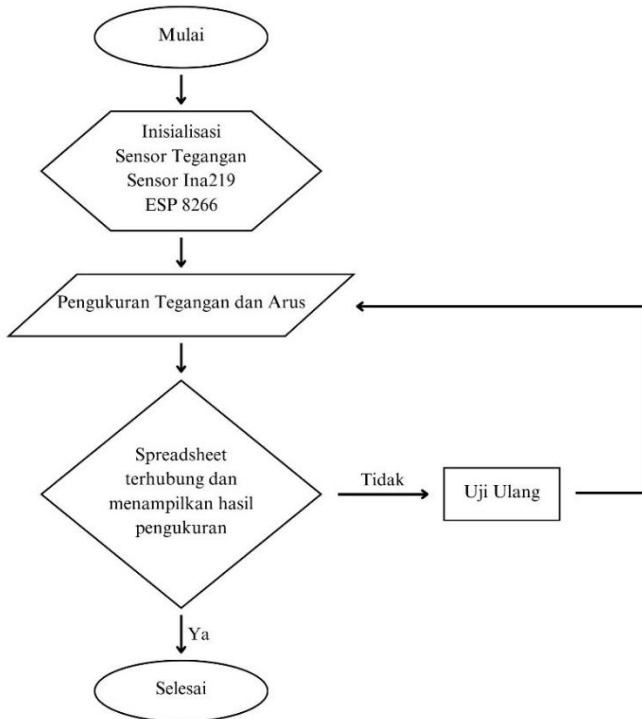 Mulai
Inisialisasi
Sensor Tegangan
Sensor Ina219
ESP 8266
Pengukuran Tegangan dan Arus
Spreadsheet
terhubung dan
menampilkan hasil
pengukuran
Tidak
Uji Ulang
Ya
Selesai